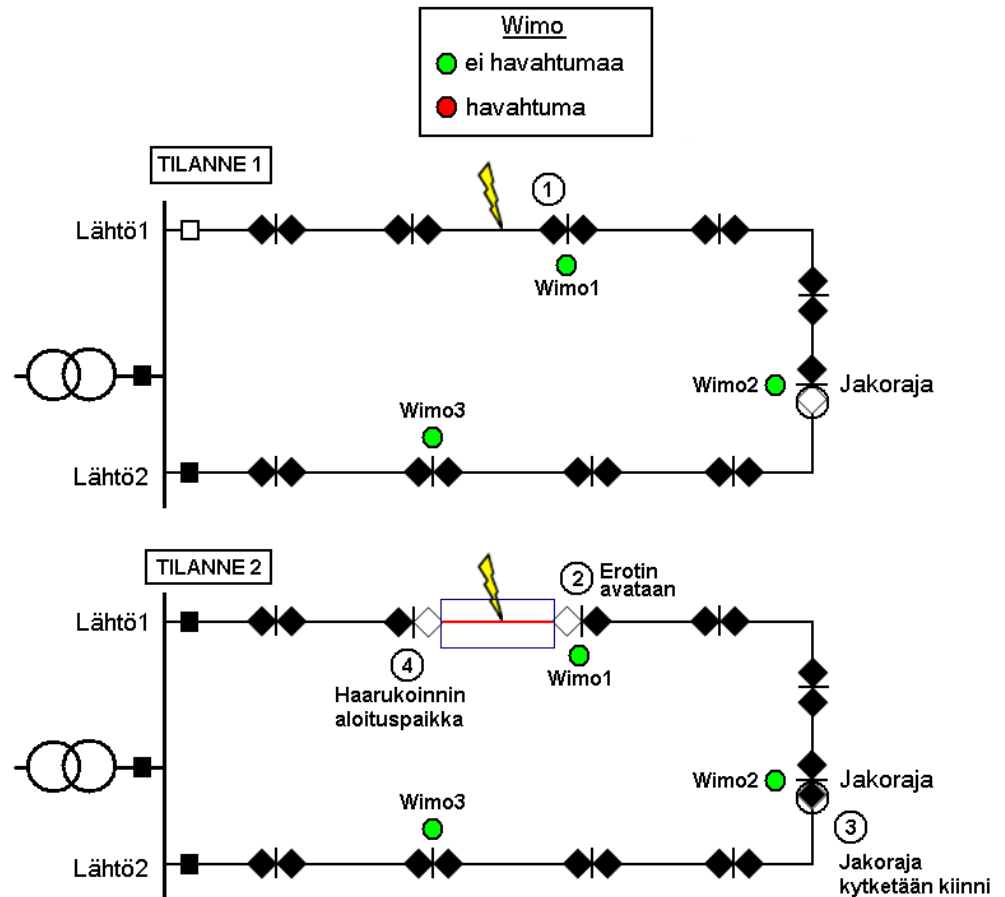 Wimo
ei havahtumaa
havahtuma
TILANNE 1
1
Lähtö1
Wimo1
Wimo2
Jakoraja
Wimo3
Lähtö2
TILANNE 2
2
Erotin
avataan
Lähtö1
4
Wimo1
Haarukoinnin
aloituspaikka
Wimo2
Jakoraja
Wimo3
3
Lähtö2
Jakoraja
kytketään kiinni